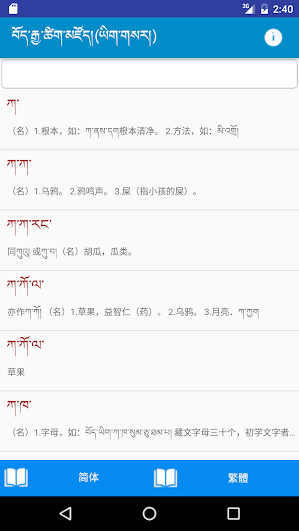 3G 2:40
བོད་རྒྱ་ཚིག་མཛོད།(ཡིག་གསར།)
ཀ་
（名）1.根本，如：ཀ་ནས་དག根本清净。 2.方法，如：མི་འགྲོ།
ཀ་ཀ་
（名）1.乌鸦。 2.鸦鸣声。 3.屎（指小孩的屎）。
ཀ་ཀ་རང་
同ཀཱུལུ 或ཀུ་བ།（名）胡瓜，瓜类。
ཀ་ཀོ་ལ་
亦作ཀ་ཀོ། （名）1.草果，益智仁（药）。 2.乌鸦。 3.月亮．ཀ་ཀྱག
ཀ་ཀོ་ལ་
草果
ཀ་ཁ་
（名）1.字母，如：བོད་ཡིག་ཀ་ཁ་སུམ་ཅུ་ཐམ་པ། 藏文字母三十个，初学文字者...
简体
繁體